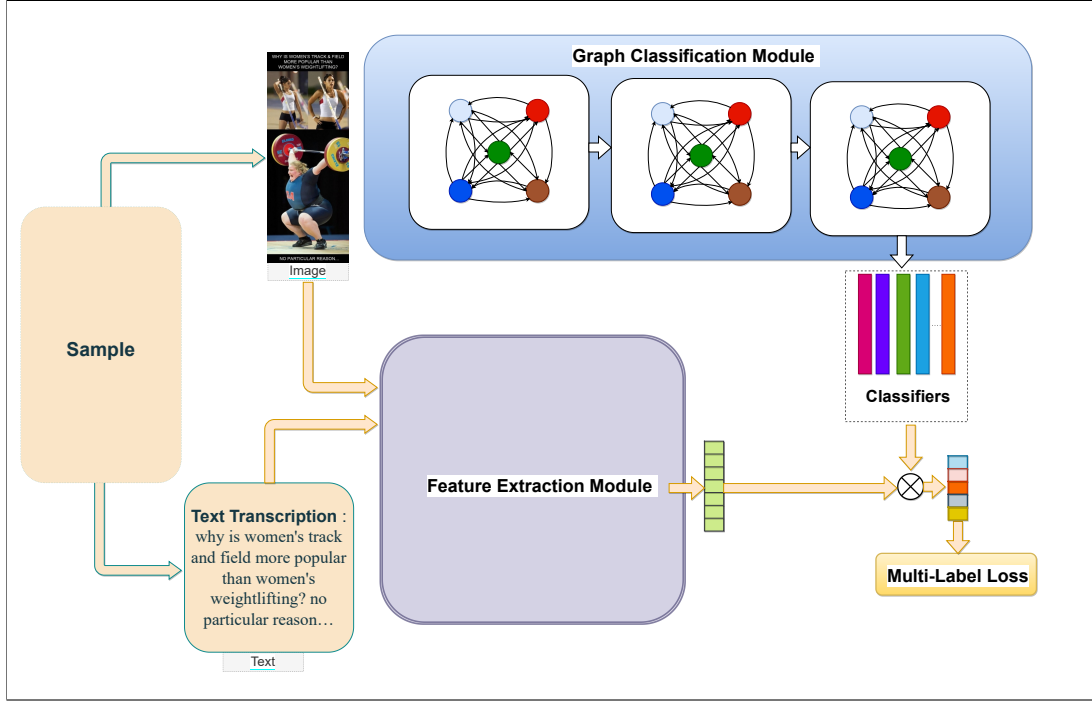 WHY IS WOMEN'S TRACK & FIELD
MORE POPULAR THAN
WOMEN'S WEIGHTLIFTING?
NO PARTICULAR REASON...
Image
Graph Classification Module
Sample
Classifiers
Feature Extraction Module
Text Transcription :
why is women's track
and field more popular
than women's
weightlifting? no
particular reason…
Text
Multi-Label Loss